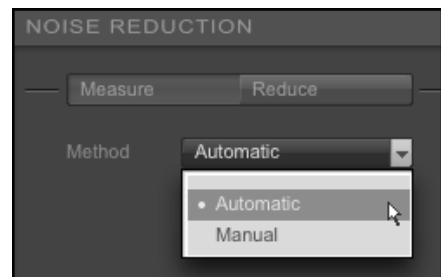 NOISE REDUCTION
Measure Reduce
Method Automatic
• Automatic
Manual